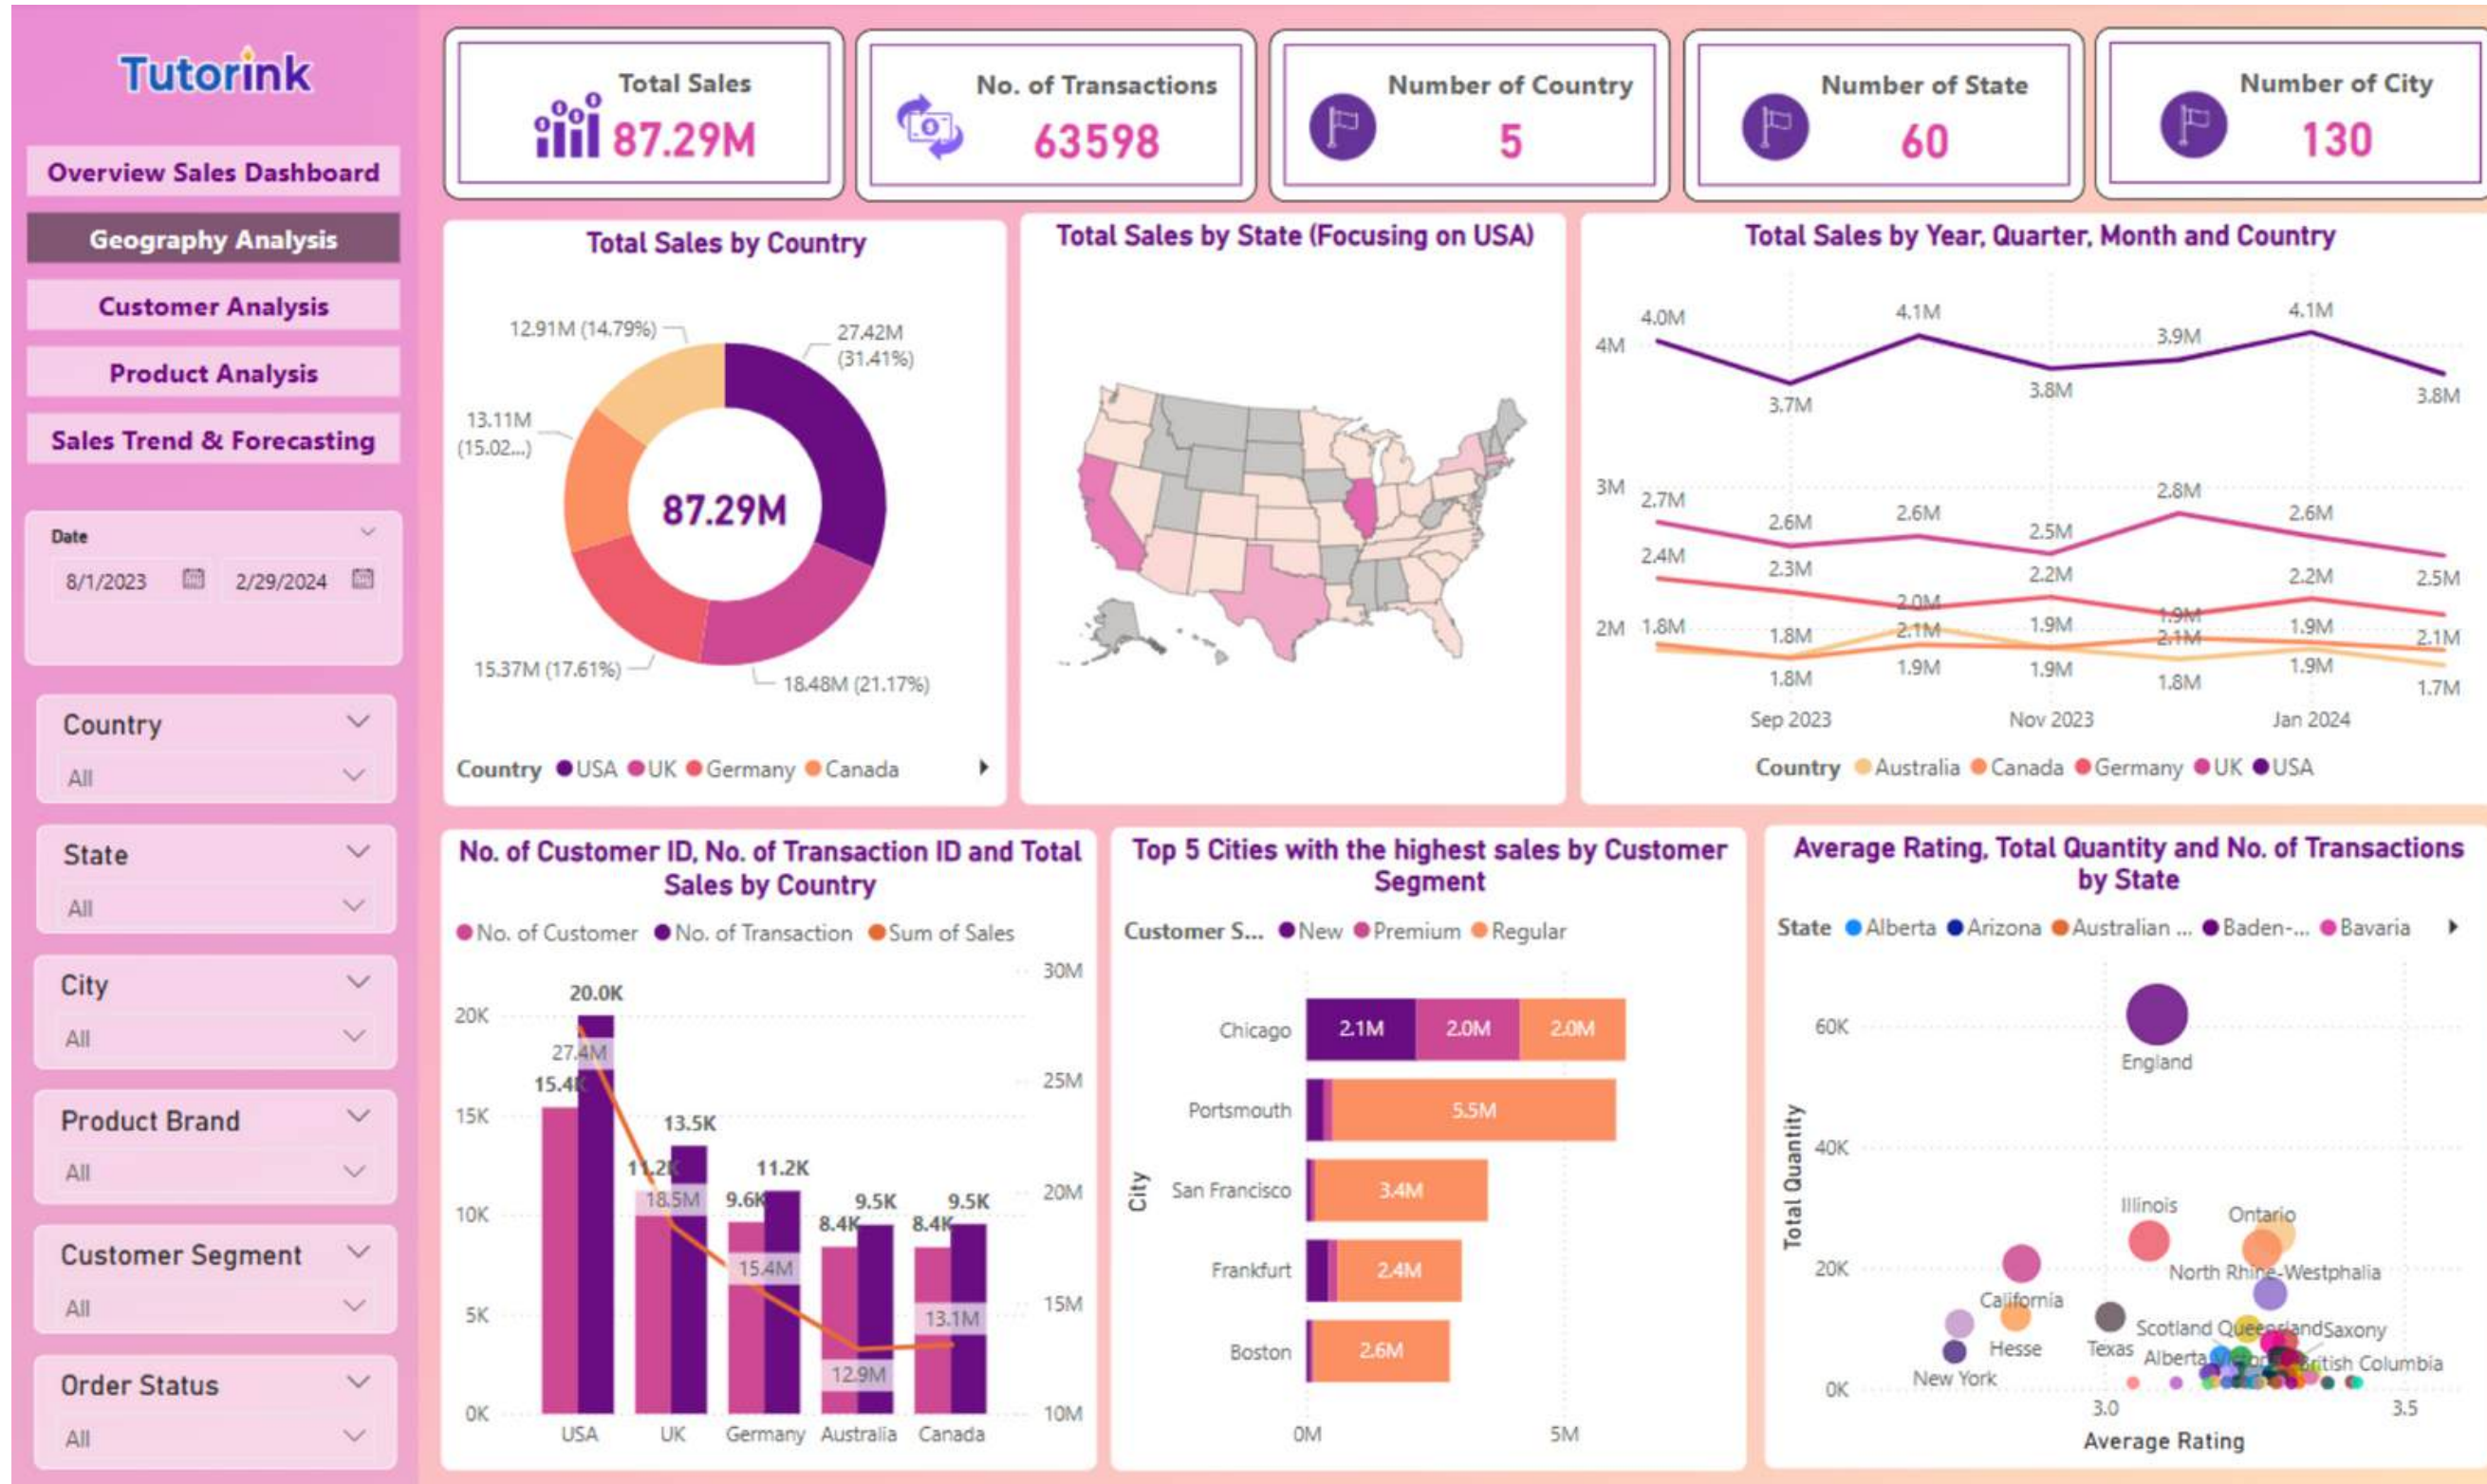 Tutorink
Overview Sales Dashboard
Geography Analysis
Customer Analysis
Product Analysis
Sales Trend & Forecasting
Date
8/1/2023 2/29/2024
Country
All
State
All
City
All
Product Brand
All
Customer Segment
All
Order Status
All
Total Sales
87.29M
No. of Transactions
63598
Number of Country
5
Number of State
60
Number of City
130
Total Sales by Country
12.91M (14.79%)
27.42M
(31.41%)
13.11M
(15.02...)
87.29M
15.37M (17.61%)
18.48M (21.17%)
Country USA UK Germany Canada
Total Sales by State (Focusing on USA)
Total Sales by Year, Quarter, Month and Country
4M
3M
2M
4.0M
3.7M
4.1M
3.8M
3.9M
4.1M
3.8M
2.7M
2.6M
2.6M
2.5M
2.8M
2.6M
2.5M
2.4M
2.3M
2.1M
2.2M
2.1M
2.2M
2.1M
1.8M
1.8M
2.0M
1.9M
1.9M
1.9M
1.8M
1.9M
1.9M
1.8M
1.9M
1.7M
Sep 2023 Nov 2023 Jan 2024
Country Australia Canada Germany UK USA
No. of Customer ID, No. of Transaction ID and Total
Sales by Country
No. of Customer No. of Transaction Sum of Sales
20K
15K
10K
5K
0K
30M
25M
20M
15M
10M
20.0K
27.4M
15.4K
13.5K
11.2K
18.5M
11.2K
9.6K
15.4M
9.5K
8.4K
12.9M
9.5K
8.4K
13.1M
USA UK Germany Australia Canada
Top 5 Cities with the highest sales by Customer
Segment
Customer S... New Premium Regular
City
Chicago 2.1M 2.0M 2.0M
Portsmouth 5.5M
San Francisco 3.4M
Frankfurt 2.4M
Boston 2.6M
0M 5M
Average Rating, Total Quantity and No. of Transactions
by State
State Alberta Arizona Australian ... Baden-... Bavaria
Total Quantity
60K
40K
20K
0K
England
Illinois
Ontario
North Rhine-Westphalia
California
Hesse
Texas
New York
Scotland Queensland Saxony
Alberta
British Columbia
3.0 3.5
Average Rating